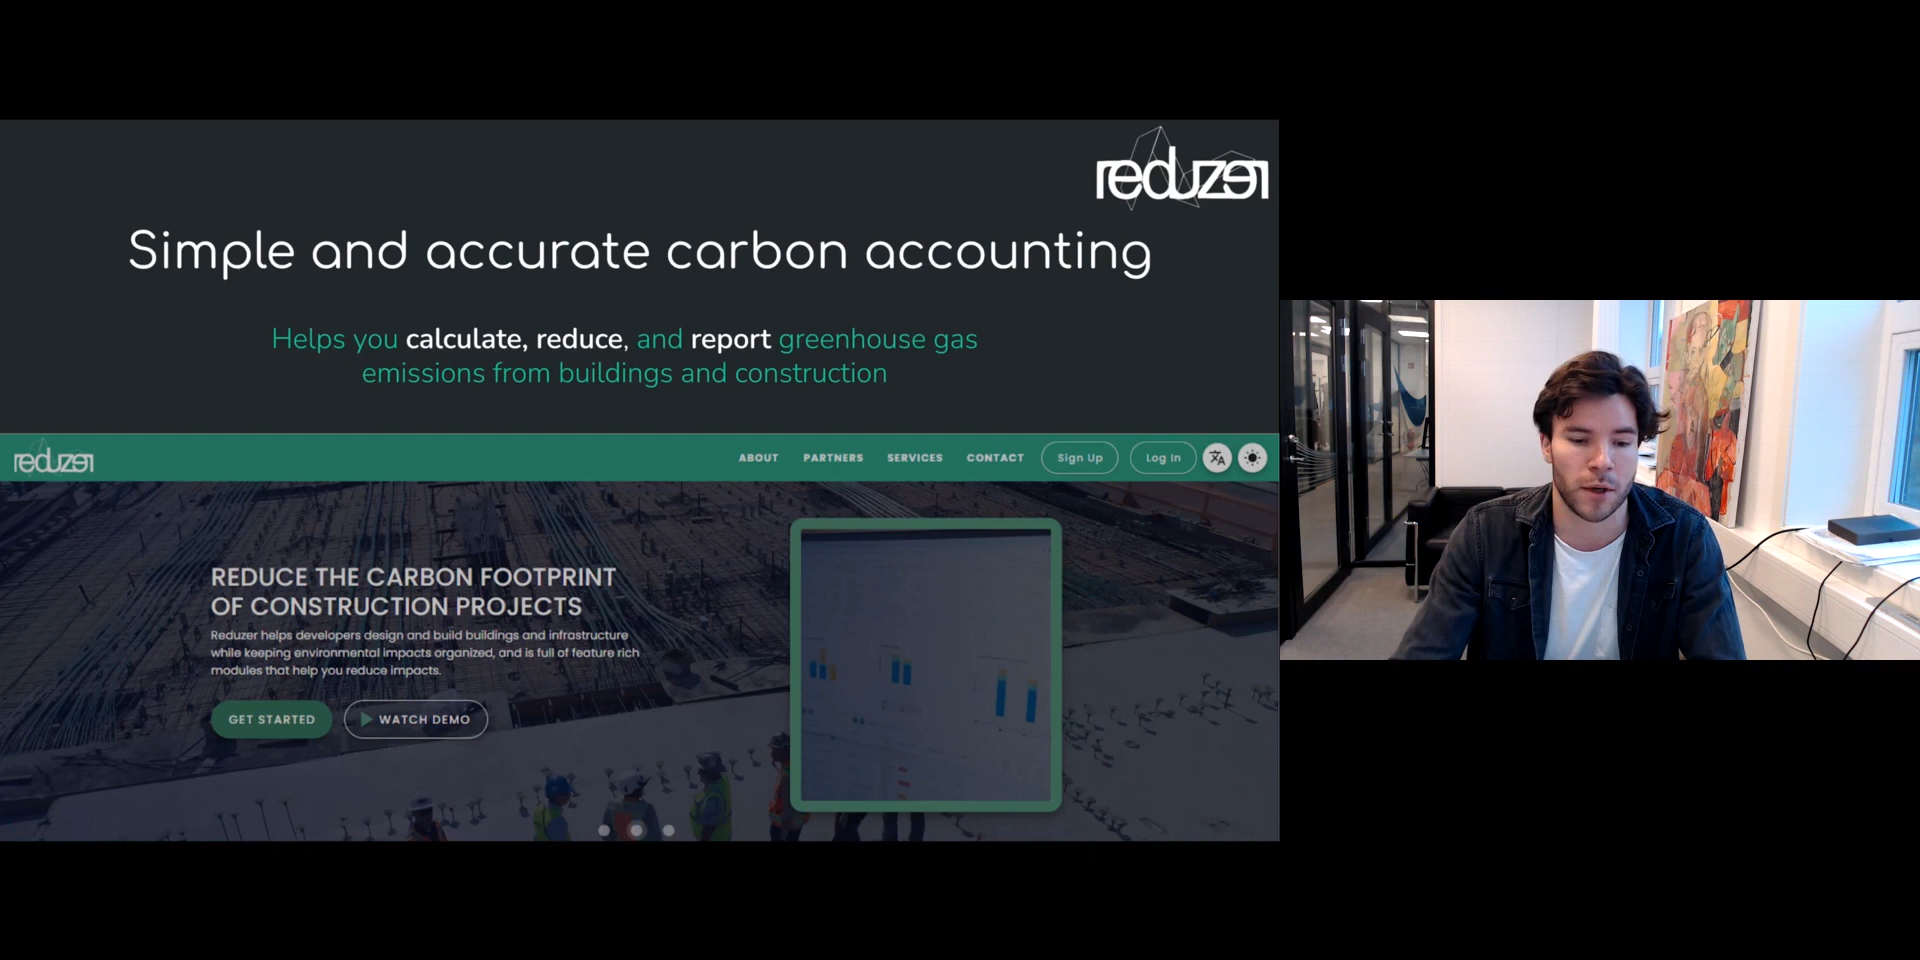 reduzer
Simple and accurate carbon accounting
Helps you calculate, reduce, and report greenhouse gas
emissions from buildings and construction
reduzer
ABOUT PARTNERS SERVICES CONTACT Sign Up Log In
REDUCE THE CARBON FOOTPRINT
OF CONSTRUCTION PROJECTS
Reduzer helps developers design and build buildings and infrastructure
while keeping environmental impacts organized, and is full of feature rich
modules that help you reduce impacts.
GET STARTED WATCH DEMO